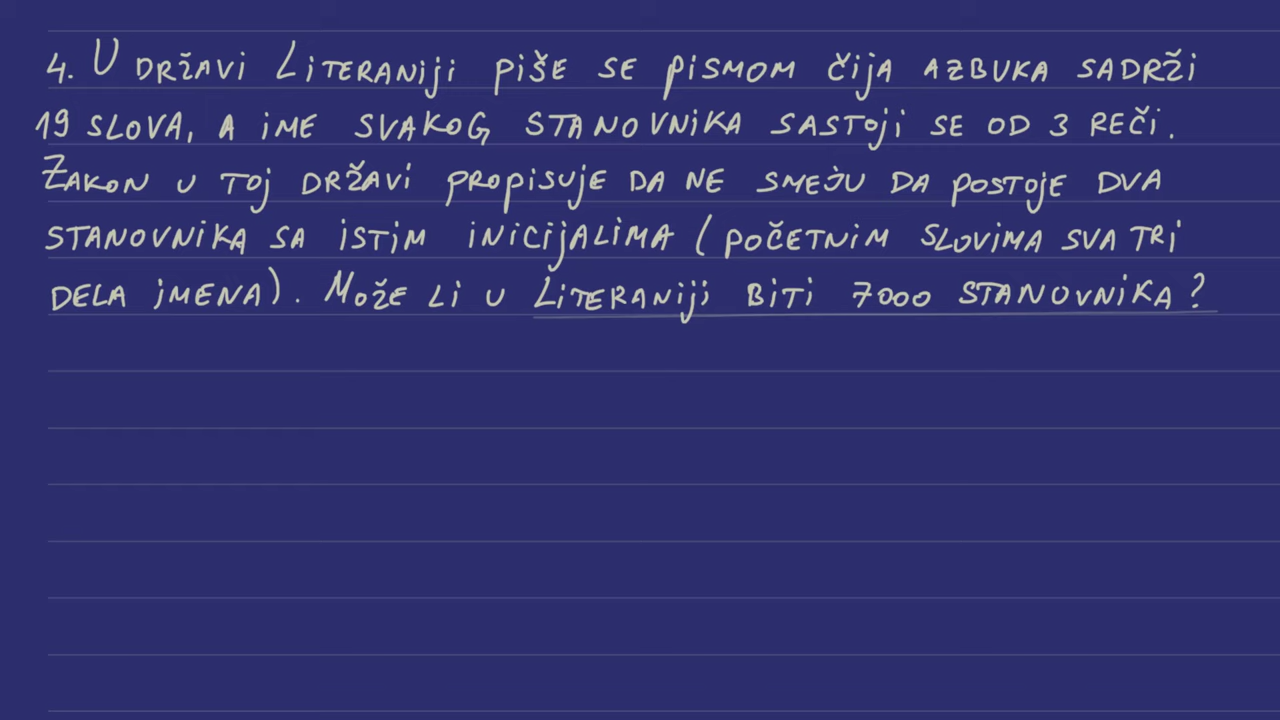 4. U DRŽAVI LITERANIJI PIŠE SE PISMOM ČIJA AZBUKA SADRŽI
19 SLOVA, A IME SVAKOG STANOVNIKA SASTOJI SE OD 3 REČI.
ZAKON U TOJ DRŽAVI PROPISUJE DA NE SMEJU DA POSTOJE DVA
STANOVNIKA SA ISTIM INICIJALIMA (POČETNIM SLOVIMA SVA TRI
DELA IMENA). MOŽE LI U LITERANIJI BITI 7000 STANOVNIKA?